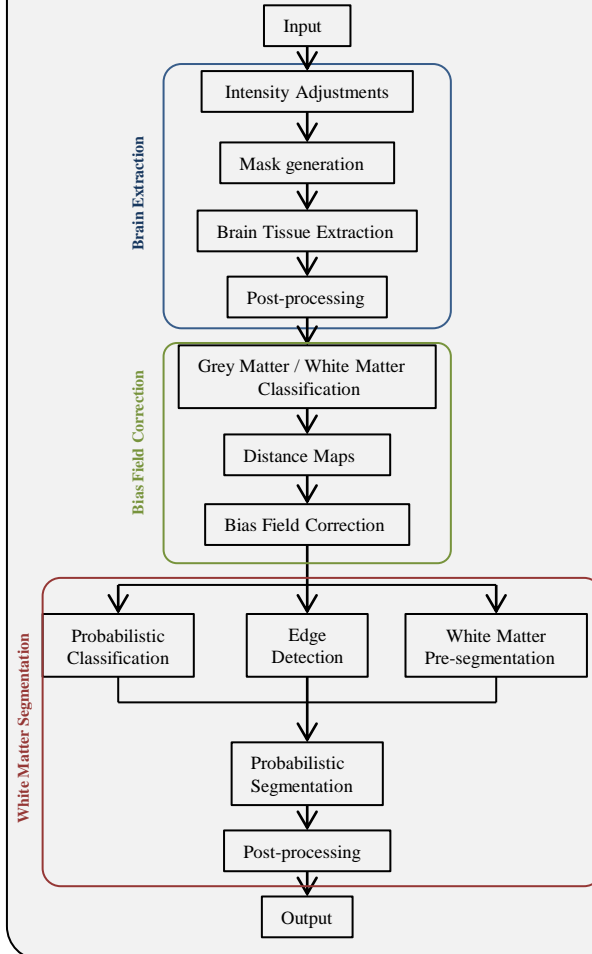 Input
Brain Extraction
Intensity Adjustments
Mask generation
Brain Tissue Extraction
Post-processing
Bias Field Correction
Grey Matter / White Matter
Classification
Distance Maps
Bias Field Correction
White Matter Segmentation
Probabilistic
Classification
Edge
Detection
White Matter
Pre-segmentation
Probabilistic
Segmentation
Post-processing
Output